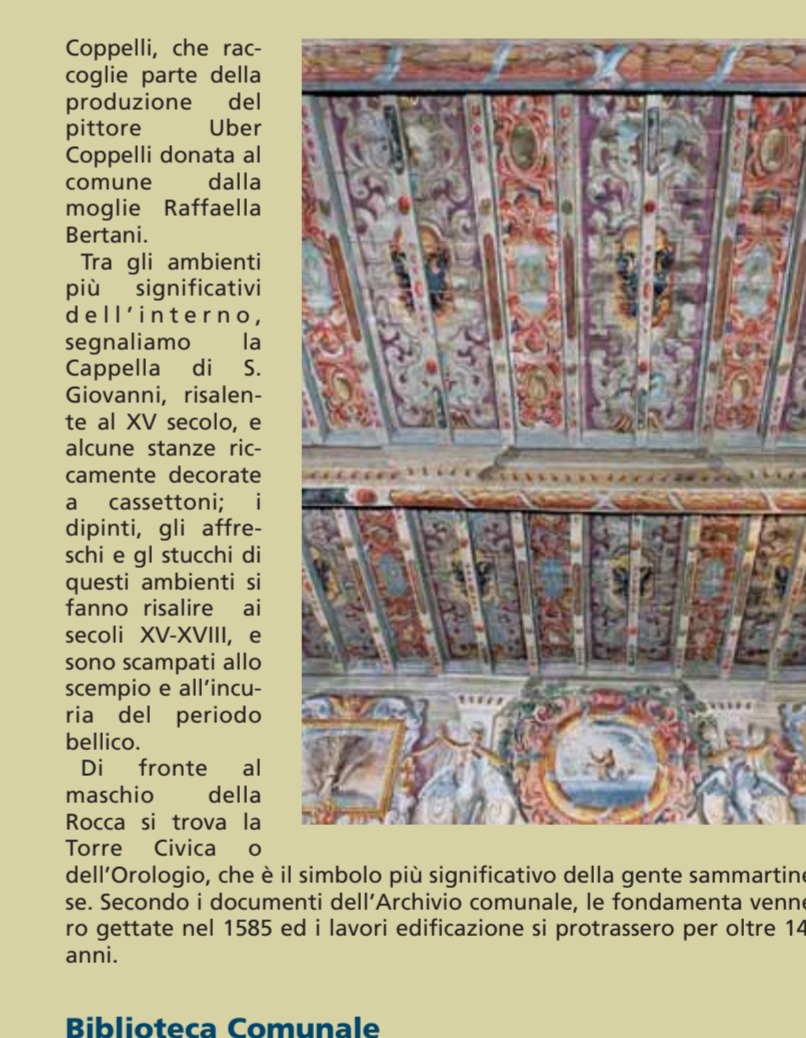 Coppelli, che rac-
coglie parte della
produzione del
pittore Uber
Coppelli donata al
comune dalla
moglie Raffaella
Bertani.
Tra gli ambienti
più significativi
dell’interno,
segnaliamo la
Cappella di S.
Giovanni, risalen-
te al XV secolo, e
alcune stanze ric-
camente decorate
a cassettoni; i
dipinti, gli affre-
schi e gl stucchi di
questi ambienti si
fanno risalire ai
secoli XV-XVIII, e
sono scampati allo
scempio e all’incu-
ria del periodo
bellico.
Di fronte al
maschio della
Rocca si trova la
Torre Civica o
dell’Orologio, che è il simbolo più significativo della gente sammartine
se. Secondo i documenti dell’Archivio comunale, le fondamenta venne
ro gettate nel 1585 ed i lavori edificazione si protrassero per oltre 14
anni.
Biblioteca Comunale